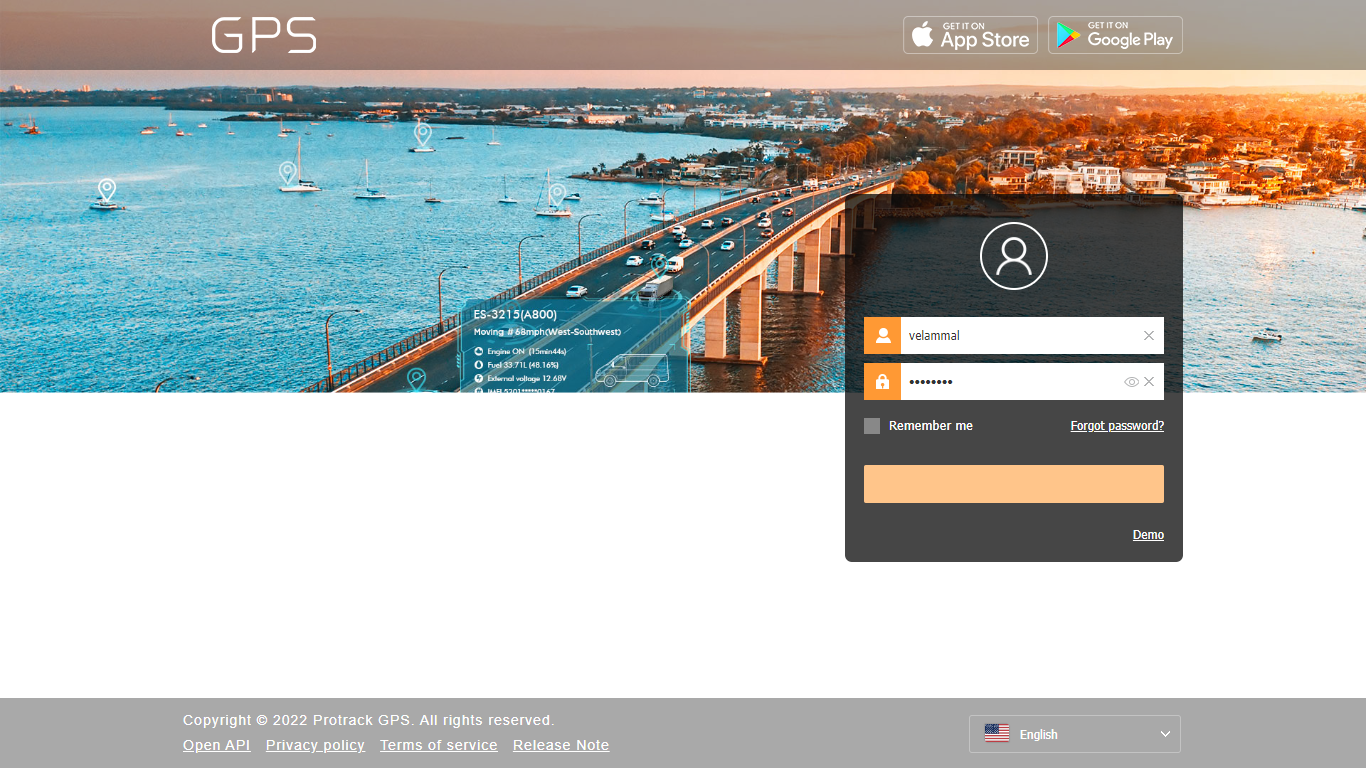 GPS
GET IT ON
App Store
GET IT ON
Google Play
ES-3215(A800)
Moving # 68mph(West-Southwest)
Engine ON (15min44s)
Fuel 33.71L (48.16%)
External voltage 12.68V
velammal
••••••••
Remember me
Forgot password?
Demo
Copyright © 2022 Protrack GPS. All rights reserved.
Open API Privacy policy Terms of service Release Note
English